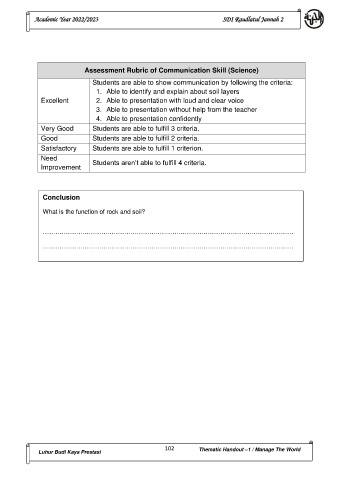 Academic Year 2022/2023 SDI Raudlatul Jannah 2
Assessment Rubric of Communication Skill (Science)
Excellent
Students are able to show communication by following the criteria:
1. Able to identify and explain about soil layers
2. Able to presentation with loud and clear voice
3. Able to presentation without help from the teacher
4. Able to presentation confidently
Very Good Students are able to fulfill 3 criteria.
Good Students are able to fulfill 2 criteria.
Satisfactory Students are able to fulfill 1 criterion.
Need
Improvement
Students aren't able to fulfill 4 criteria.
Conclusion
What is the function of rock and soil?
Luhur Budi Kaya Prestasi 102 Thematic Handout –1 / Manage The World